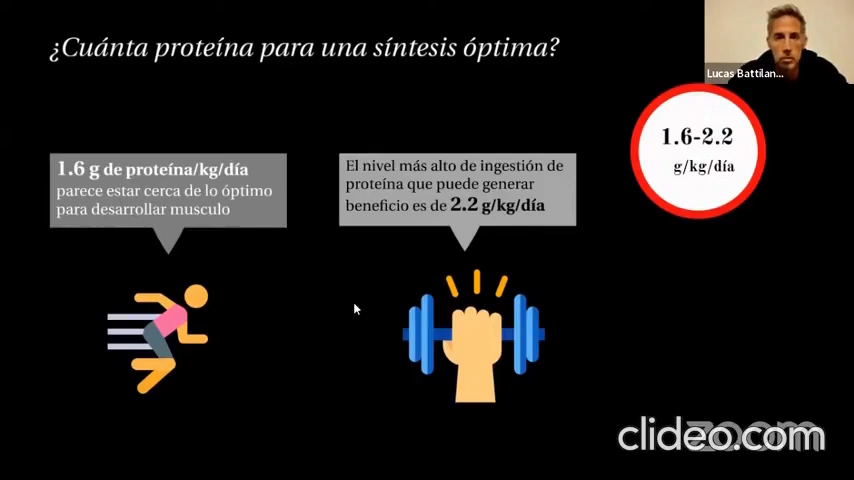 ¿Cuánta proteína para una síntesis óptima?
Lucas Battilan...
1.6-2.2
g/kg/día
1.6 g de proteína/kg/día
parece estar cerca de lo óptimo
para desarrollar musculo
El nivel más alto de ingestión de
proteína que puede generar
beneficio es de 2.2 g/kg/día
zoom
clideo.com